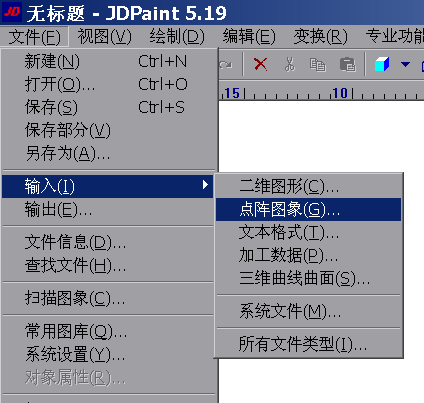 JD 无标题 - JDPaint 5.19
文件(F) 视图(V) 绘制(D) 编辑(E) 变换(R) 专业功能
新建(N) Ctrl+N
打开(O)... Ctrl+O
保存(S) Ctrl+S
保存部分(V)
另存为(A)...
输入(I)
输出(E)...
文件信息(D)...
查找文件(H)...
扫描图象(C)...
常用图库(Q)...
系统设置(Y)...
对象属性(R)...
15 10
二维图形(C)...
点阵图象(G)...
文本格式(T)...
加工数据(P)...
三维曲线曲面(S)...
系统文件(M)...
所有文件类型(I)...